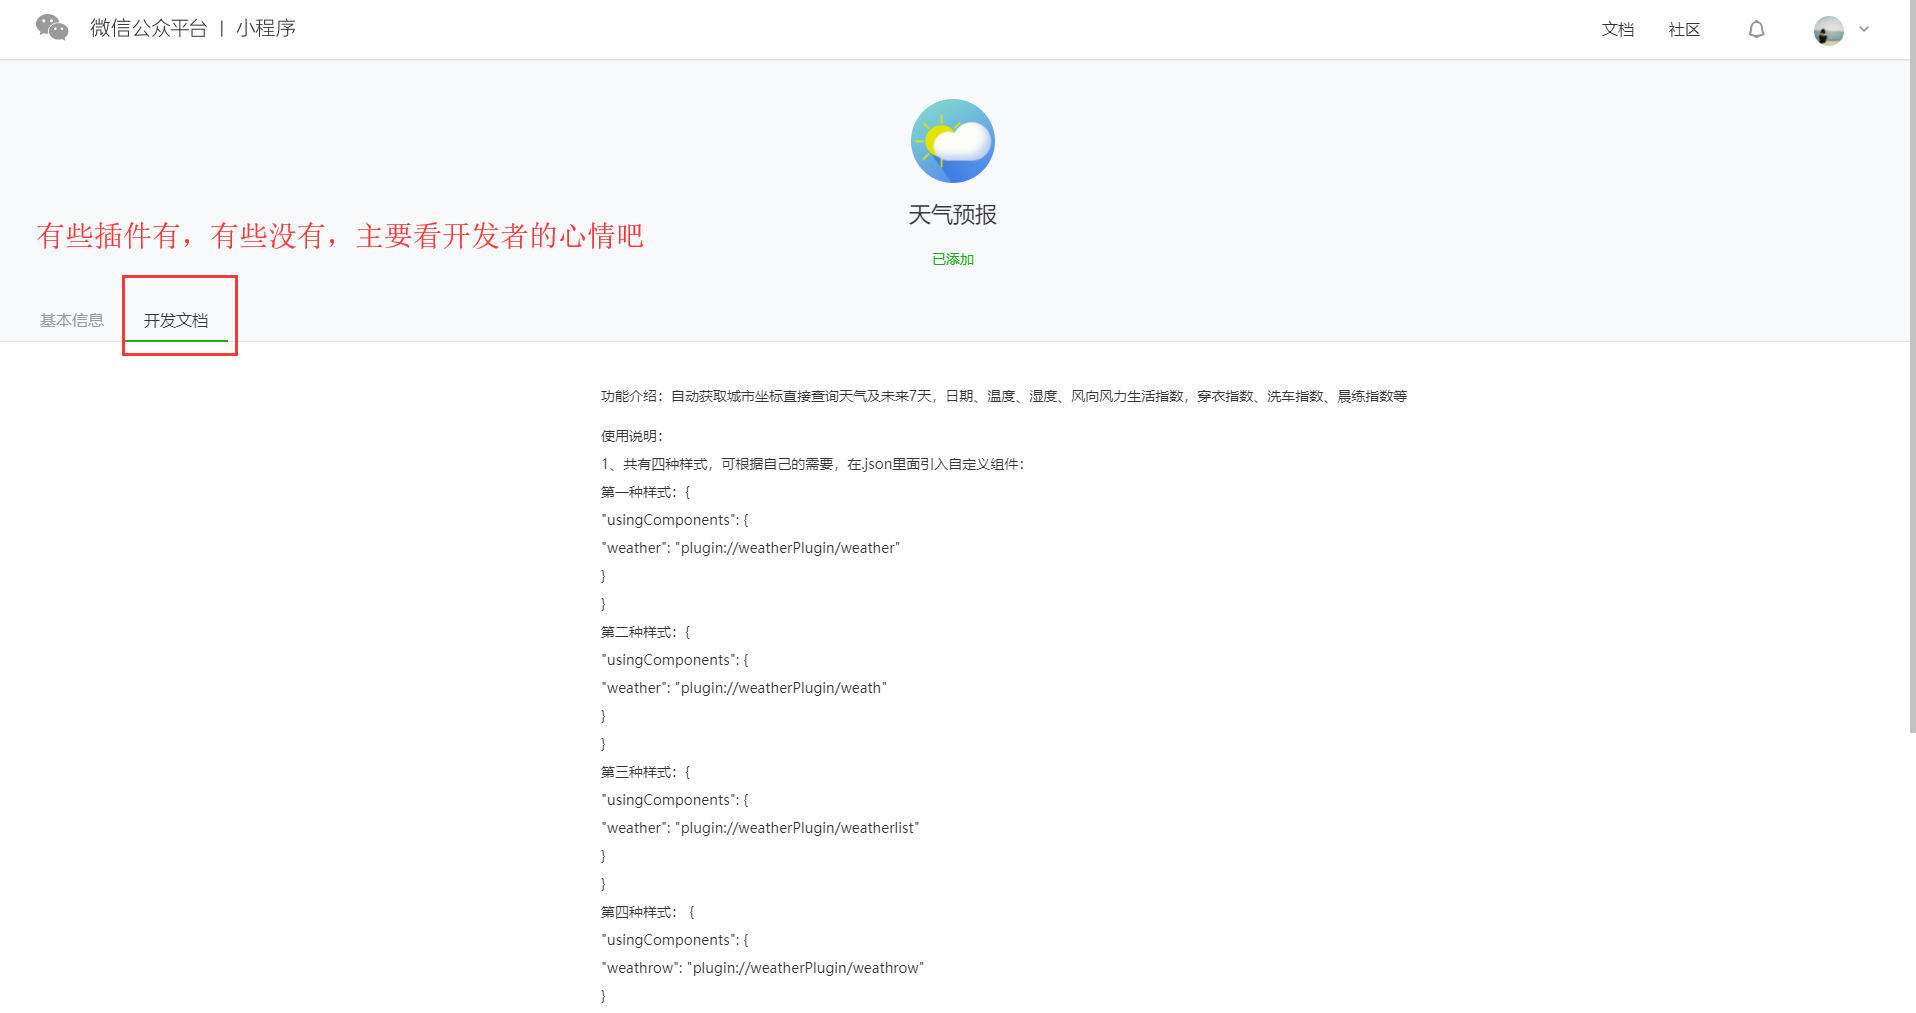 微信公众平台 | 小程序
文档 社区
天气预报
已添加
有些插件有，有些没有，主要看开发者的心情吧
基本信息 开发文档
功能介绍：自动获取城市坐标直接查询天气及未来7天，日期、温度、湿度、风向风力生活指数，穿衣指数、洗车指数、晨练指数等
使用说明：
1、共有四种样式，可根据自己的需要，在.json里面引入自定义组件：
第一种样式：{
"usingComponents": {
"weather": "plugin://weatherPlugin/weather"
}
}
第二种样式：{
"usingComponents": {
"weather": "plugin://weatherPlugin/weath"
}
}
第三种样式：{
"usingComponents": {
"weather": "plugin://weatherPlugin/weatherlist"
}
}
第四种样式： {
"usingComponents": {
"weathrow": "plugin://weatherPlugin/weathrow"
}